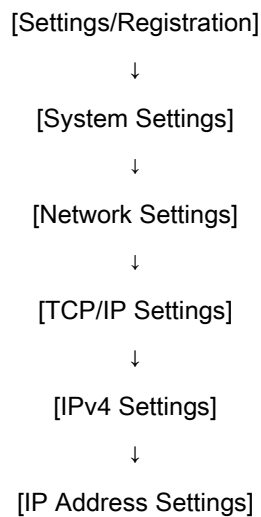 [Settings/Registration]
↓
[System Settings]
↓
[Network Settings]
↓
[TCP/IP Settings]
↓
[IPv4 Settings]
↓
[IP Address Settings]